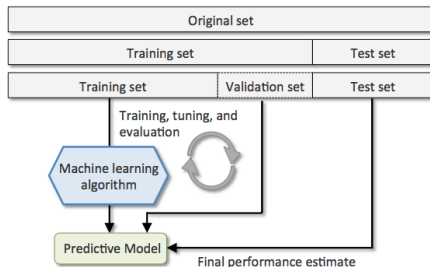 Original set
Training set Test set
Training set Validation set Test set
Training, tuning, and
evaluation
Machine learning
algorithm
Predictive Model
Final performance estimate